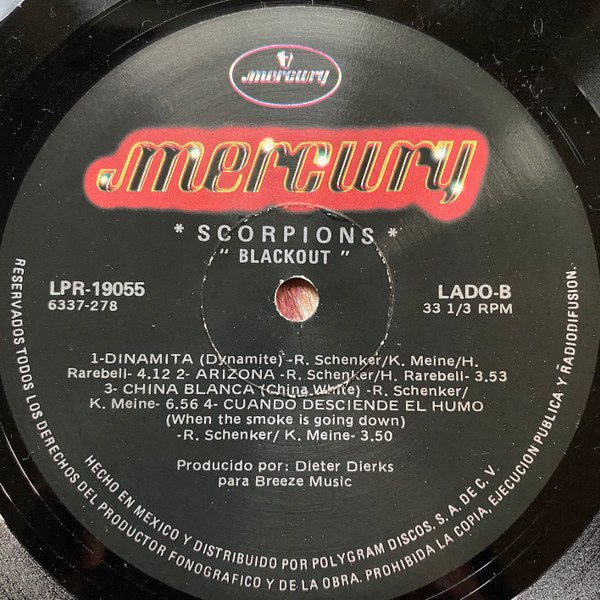 mercury
mercury
* SCORPIONS *
" BLACKOUT "
LPR-19055
6337-278
LADO-B
33 1/3 RPM
1-DINAMITA (Dynamite) -R. Schenker/K. Meine/H.
Rarebell- 4.12 2- ARIZONA - R. Schenker/H. Rarebell- 3.53
3- CHINA BLANCA (China White) -R. Schenker/
K. Meine- 6.56 4- CUANDO DESCIENDE EL HUMO
(When the smoke is going down)
-R. Schenker/ K. Meine- 3.50
Producido por: Dieter Dierks
para Breeze Music
HECHO EN MEXICO Y DISTRIBUIDO POR POLYGRAM DISCOS, S. A. DE C. V.
RESERVADOS TODOS LOS DERECHOS DEL PRODUCTOR FONOGRAFICO Y DE LA OBRA. PROHIBIDA LA COPIA, EJECUCION PUBLICA Y RADIODIFUSION.